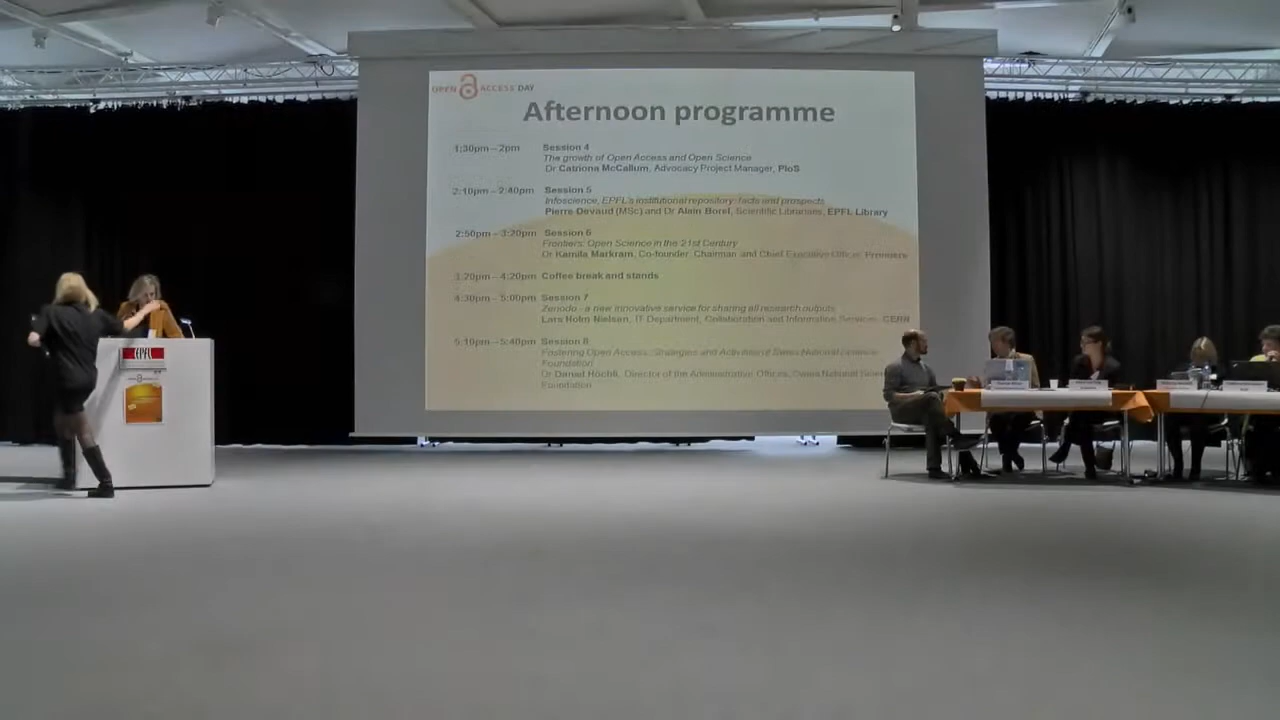 OPEN ACCESS DAY
Afternoon programme
1:30pm – 2pm Session 4
The growth of Open Access and Open Science
Dr Catriona McCallum, Advocacy Project Manager, PloS
2:10pm – 2:40pm Session 5
Infoscience, EPFL's institutional repository: facts and prospects
Pierre Devaud (MSc) and Dr Alain Borel, Scientific Librarians, EPFL Library
2:50pm – 3:20pm Session 6
Frontiers: Open Science in the 21st Century
Dr Kamila Markram, Co-founder, Chairman and Chief Executive Officer, Frontiers
3:20pm – 4:20pm Coffee break and stands
4:30pm – 5:00pm Session 7
Zenodo - a new innovative service for sharing all research outputs
Lars Holm Nielsen, IT Department, Collaboration and Information Services, CERN
5:10pm – 5:40pm Session 8
Fostering Open Access: Strategies and Activities of Swiss National Science
Foundation
Dr Daniel Höchli, Director of the Administrative Offices, Swiss National Science
Foundation
EPFL